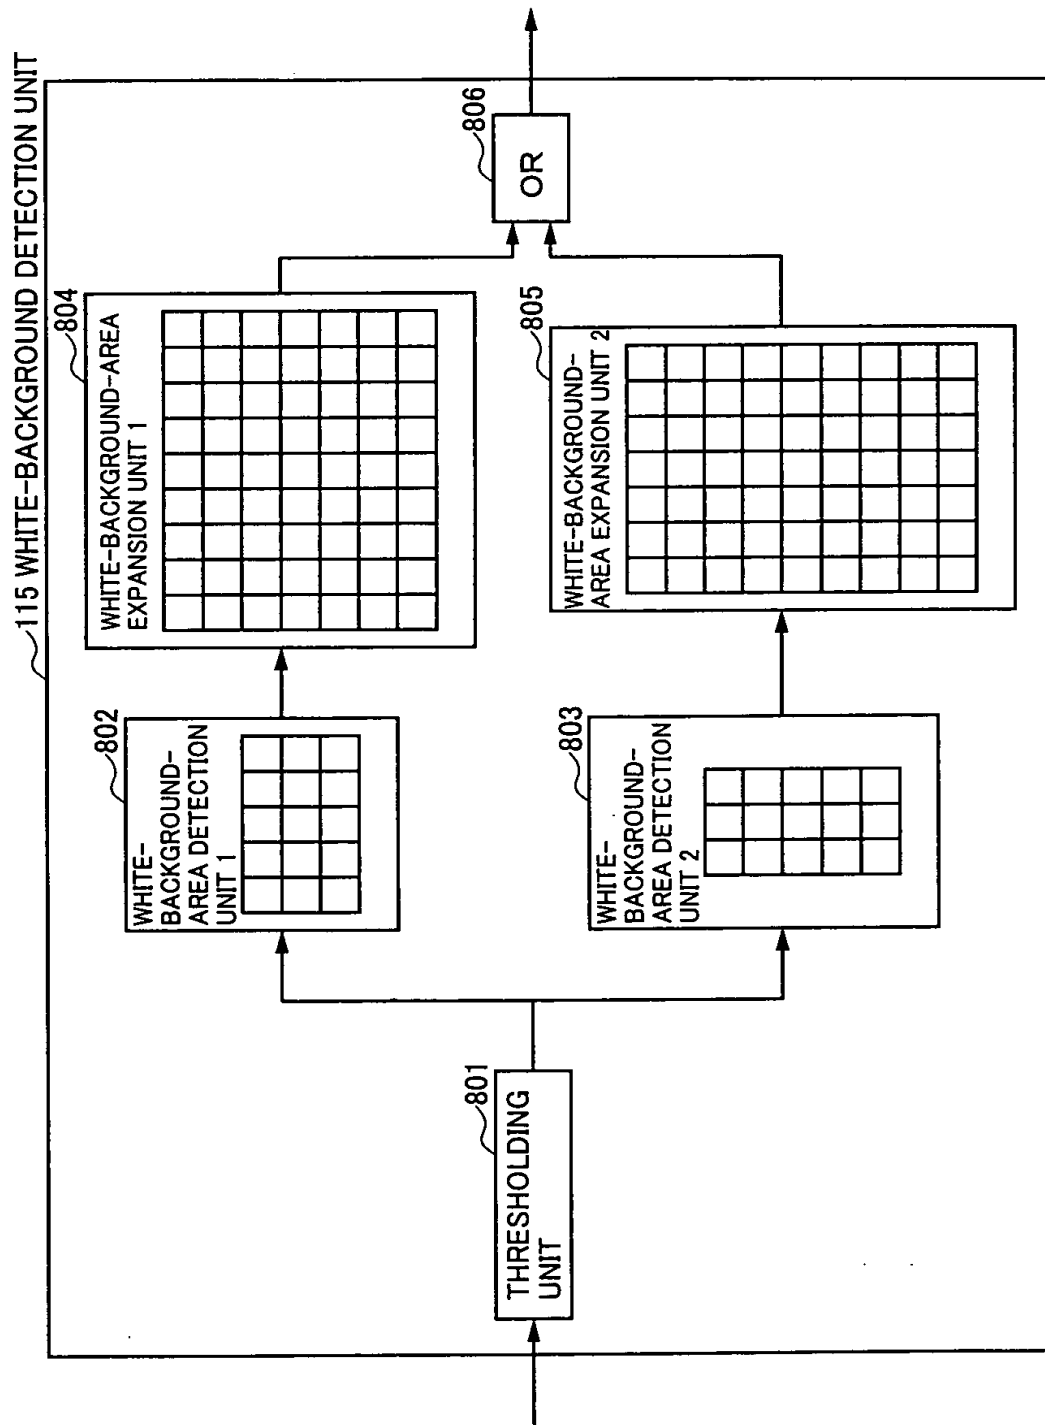 115 WHITE-BACKGROUND DETECTION UNIT
801
THRESHOLDING
UNIT
802
WHITE-
BACKGROUND-
AREA DETECTION
UNIT 1
803
WHITE-
BACKGROUND-
AREA DETECTION
UNIT 2
804
WHITE-BACKGROUND-AREA
EXPANSION UNIT 1
805
WHITE-BACKGROUND-
AREA EXPANSION UNIT 2
806
OR